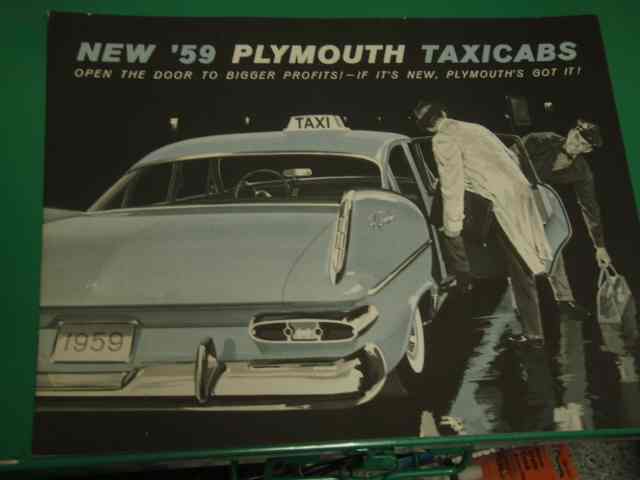 NEW '59 PLYMOUTH TAXICABS
OPEN THE DOOR TO BIGGER PROFITS!—IF IT'S NEW, PLYMOUTH'S GOT IT!
TAXI
1959